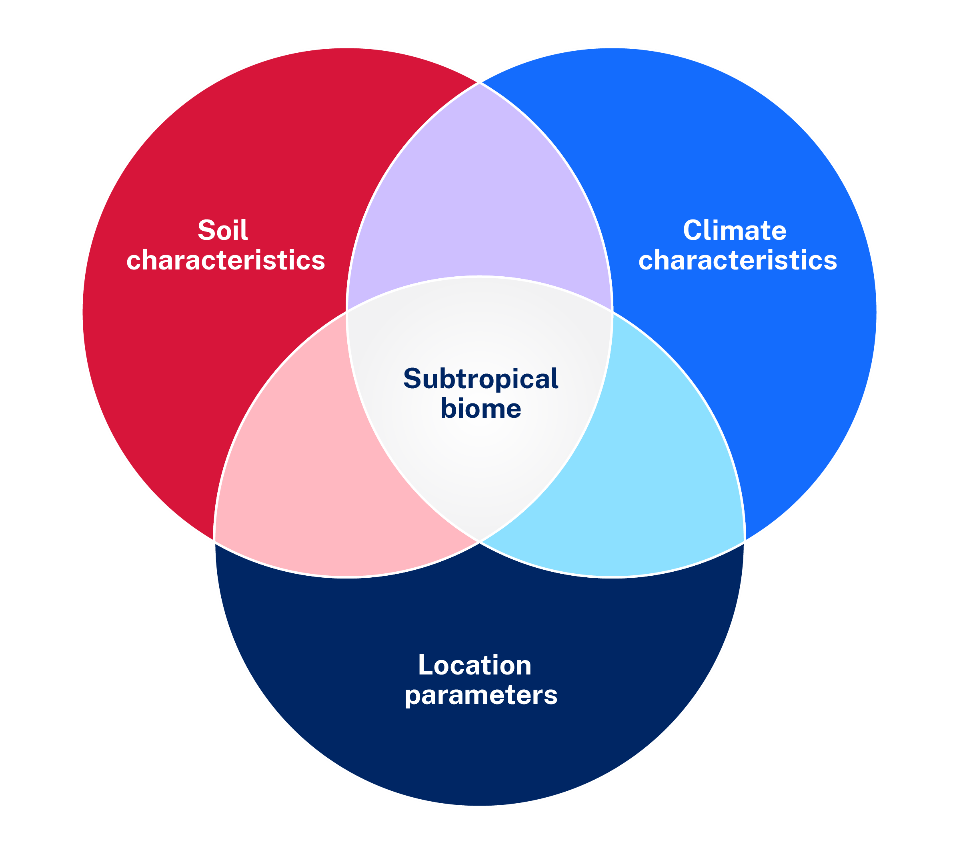 Soil
characteristics
Climate
characteristics
Subtropical
biome
Location
parameters